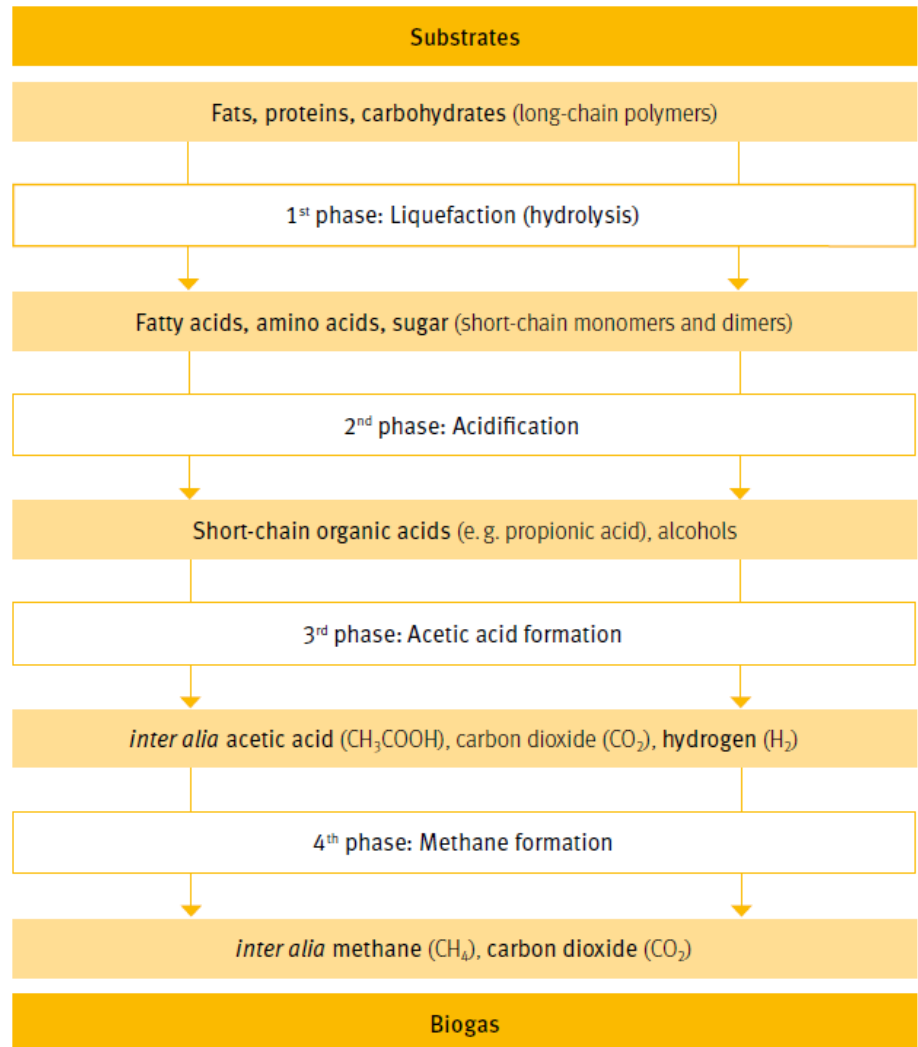 Substrates
Fats, proteins, carbohydrates (long-chain polymers)
1st phase: Liquefaction (hydrolysis)
Fatty acids, amino acids, sugar (short-chain monomers and dimers)
2nd phase: Acidification
Short-chain organic acids (e. g. propionic acid), alcohols
3rd phase: Acetic acid formation
inter alia acetic acid (CH₃COOH), carbon dioxide (CO₂), hydrogen (H₂)
4th phase: Methane formation
inter alia methane (CH₄), carbon dioxide (CO₂)
Biogas